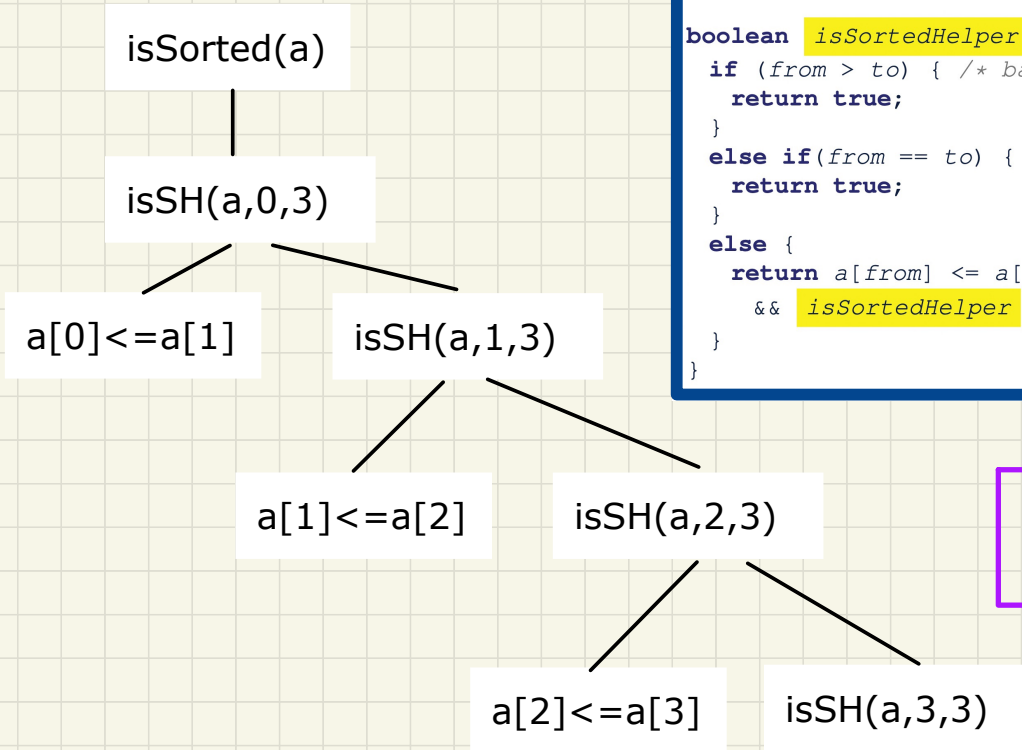 isSorted(a)
isSH(a,0,3)
a[0]<=a[1]
isSH(a,1,3)
a[1]<=a[2]
isSH(a,2,3)
a[2]<=a[3]
isSH(a,3,3)
boolean isSortedHelper
if (from > to) { /* ba
return true;
}
else if(from == to) {
return true;
}
else {
return a[from] <= a[
&& isSortedHelper
}
}